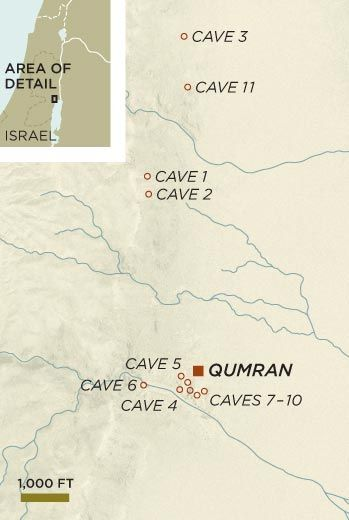 CAVE 3
AREA OF
DETAIL
CAVE 11
ISRAEL
CAVE 1
CAVE 2
CAVE 5
QUMRAN
CAVE 6
CAVE 4
CAVES 7–10
1,000 FT